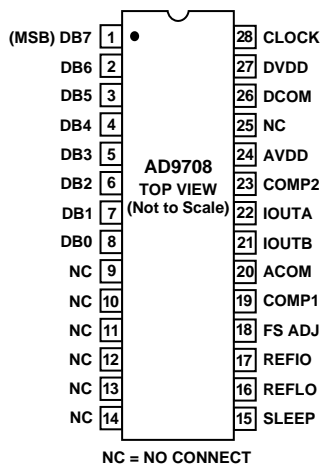 (MSB) DB7 1 28 CLOCK
DB6 2 27 DVDD
DB5 3 26 DCOM
DB4 4 25 NC
DB3 5 24 AVDD
DB2 6 23 COMP2
DB1 7 22 IOUTA
DB0 8 21 IOUTB
NC 9 20 ACOM
NC 10 19 COMP1
NC 11 18 FS ADJ
NC 12 17 REFIO
NC 13 16 REFLO
NC 14 15 SLEEP
AD9708
TOP VIEW
(Not to Scale)
NC = NO CONNECT